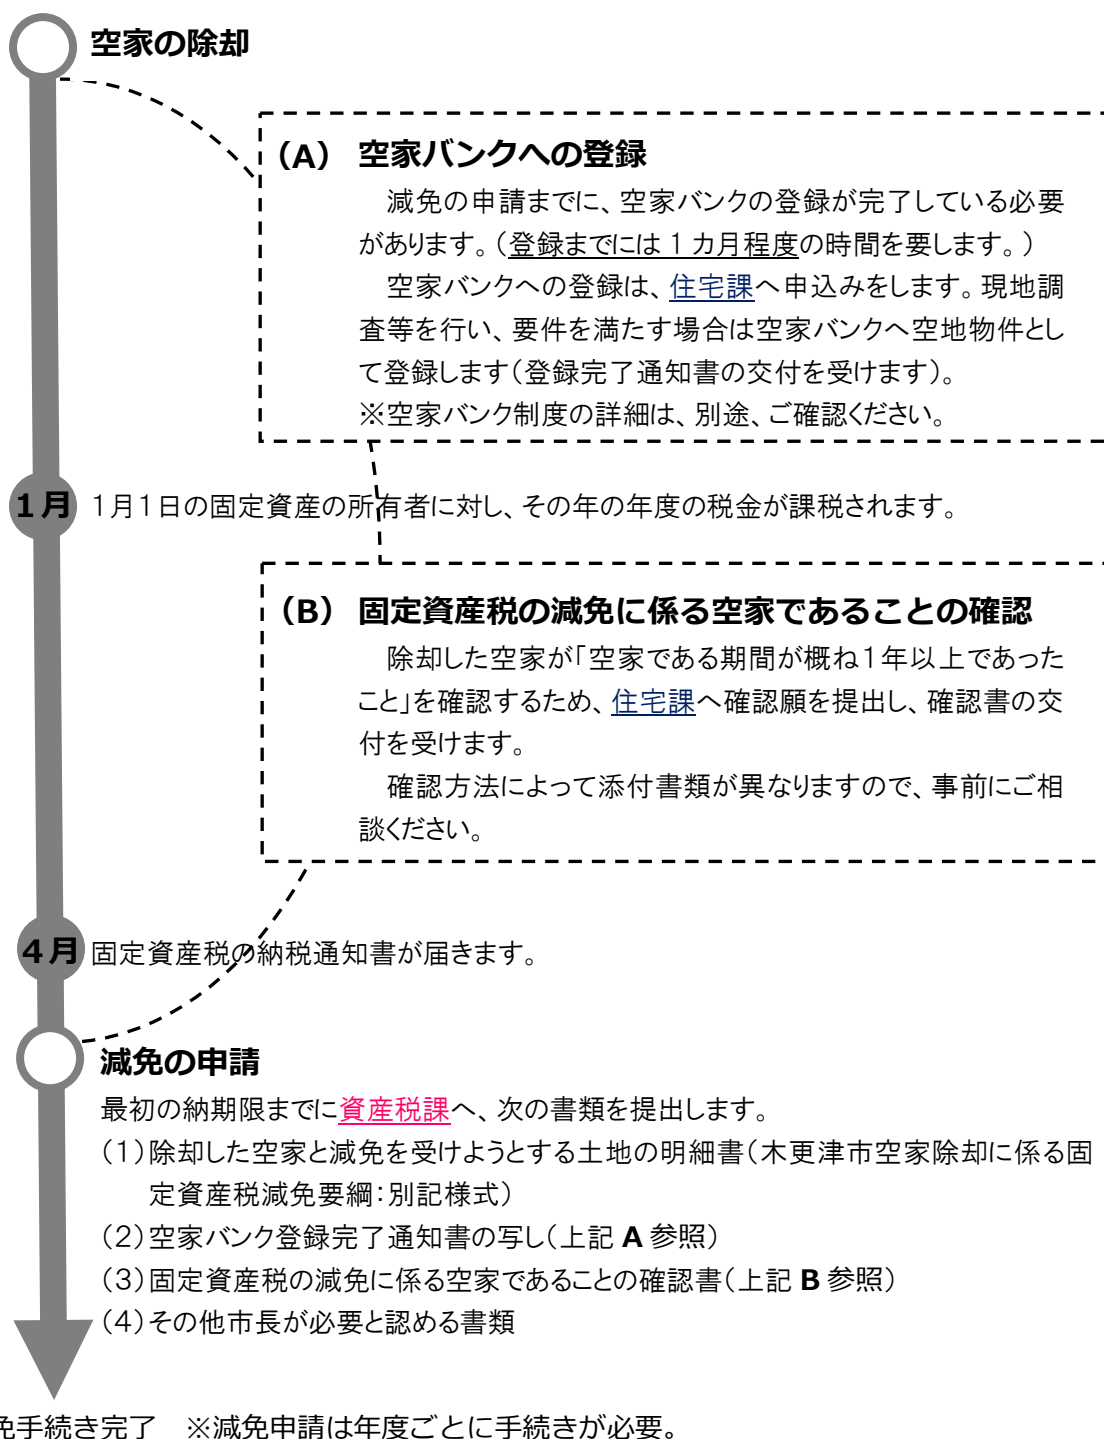 空家の除却
（A） 空家バンクへの登録
減免の申請までに、空家バンクの登録が完了している必要
があります。（登録までには１カ月程度の時間を要します。）
空家バンクへの登録は、住宅課へ申込みをします。現地調
査等を行い、要件を満たす場合は空家バンクへ空地物件とし
て登録します（登録完了通知書の交付を受けます）。
※空家バンク制度の詳細は、別途、ご確認ください。
１月 １月１日の固定資産の所有者に対し、その年の年度の税金が課税されます。
（B） 固定資産税の減免に係る空家であることの確認
除却した空家が「空家である期間が概ね１年以上であった
こと」を確認するため、住宅課へ確認願を提出し、確認書の交
付を受けます。
確認方法によって添付書類が異なりますので、事前にご相
談ください。
４月 固定資産税の納税通知書が届きます。
減免の申請
最初の納期限までに資産税課へ、次の書類を提出します。
（１）除却した空家と減免を受けようとする土地の明細書（木更津市空家除却に係る固
定資産税減免要綱：別記様式）
（２）空家バンク登録完了通知書の写し（上記 A 参照）
（３）固定資産税の減免に係る空家であることの確認書（上記 B 参照）
（４）その他市長が必要と認める書類
免手続き完了　※減免申請は年度ごとに手続きが必要。